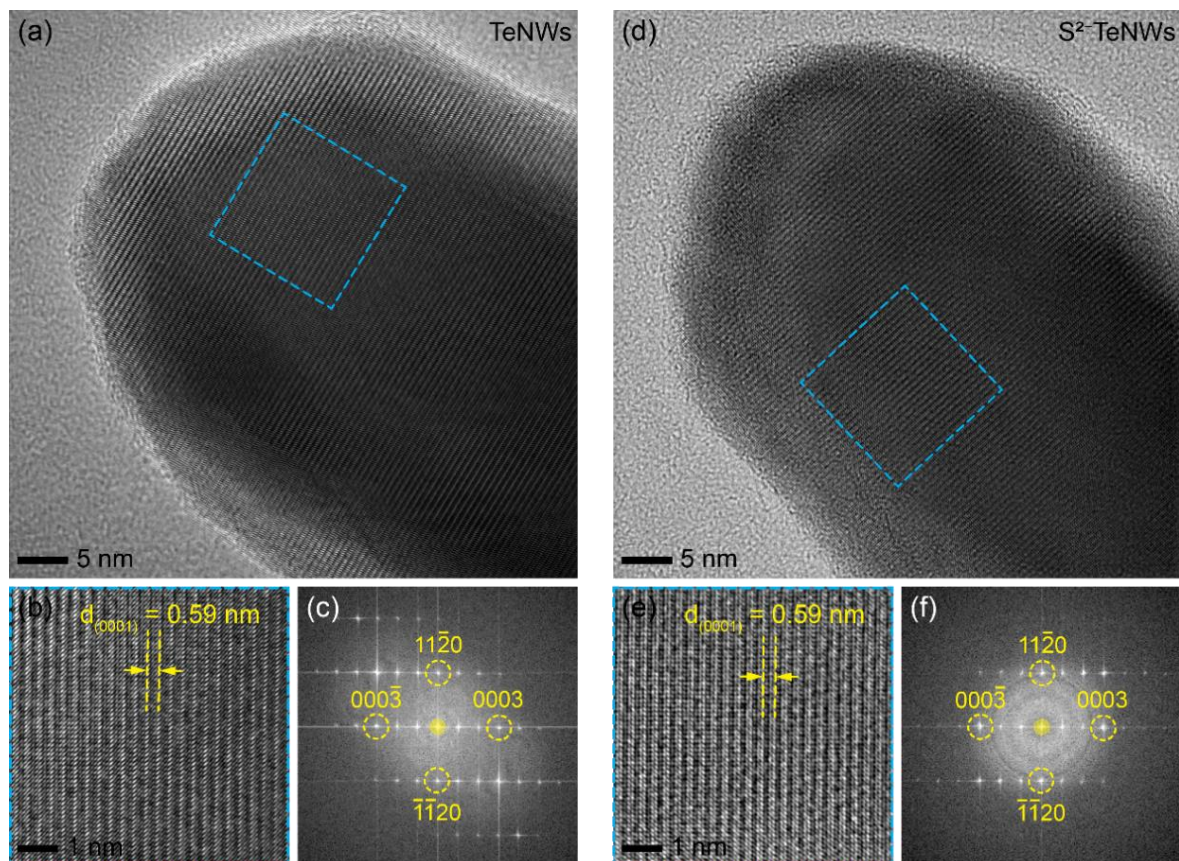 (a) TeNWs
5 nm
(b) d(0001) = 0.59 nm
1 nm
(c)
112̅0
0003̅ 0003
1̅1̅20
(d) S²⁻TeNWs
5 nm
(e) d(0001) = 0.59 nm
1 nm
(f)
112̅0
0003̅ 0003
1̅1̅20